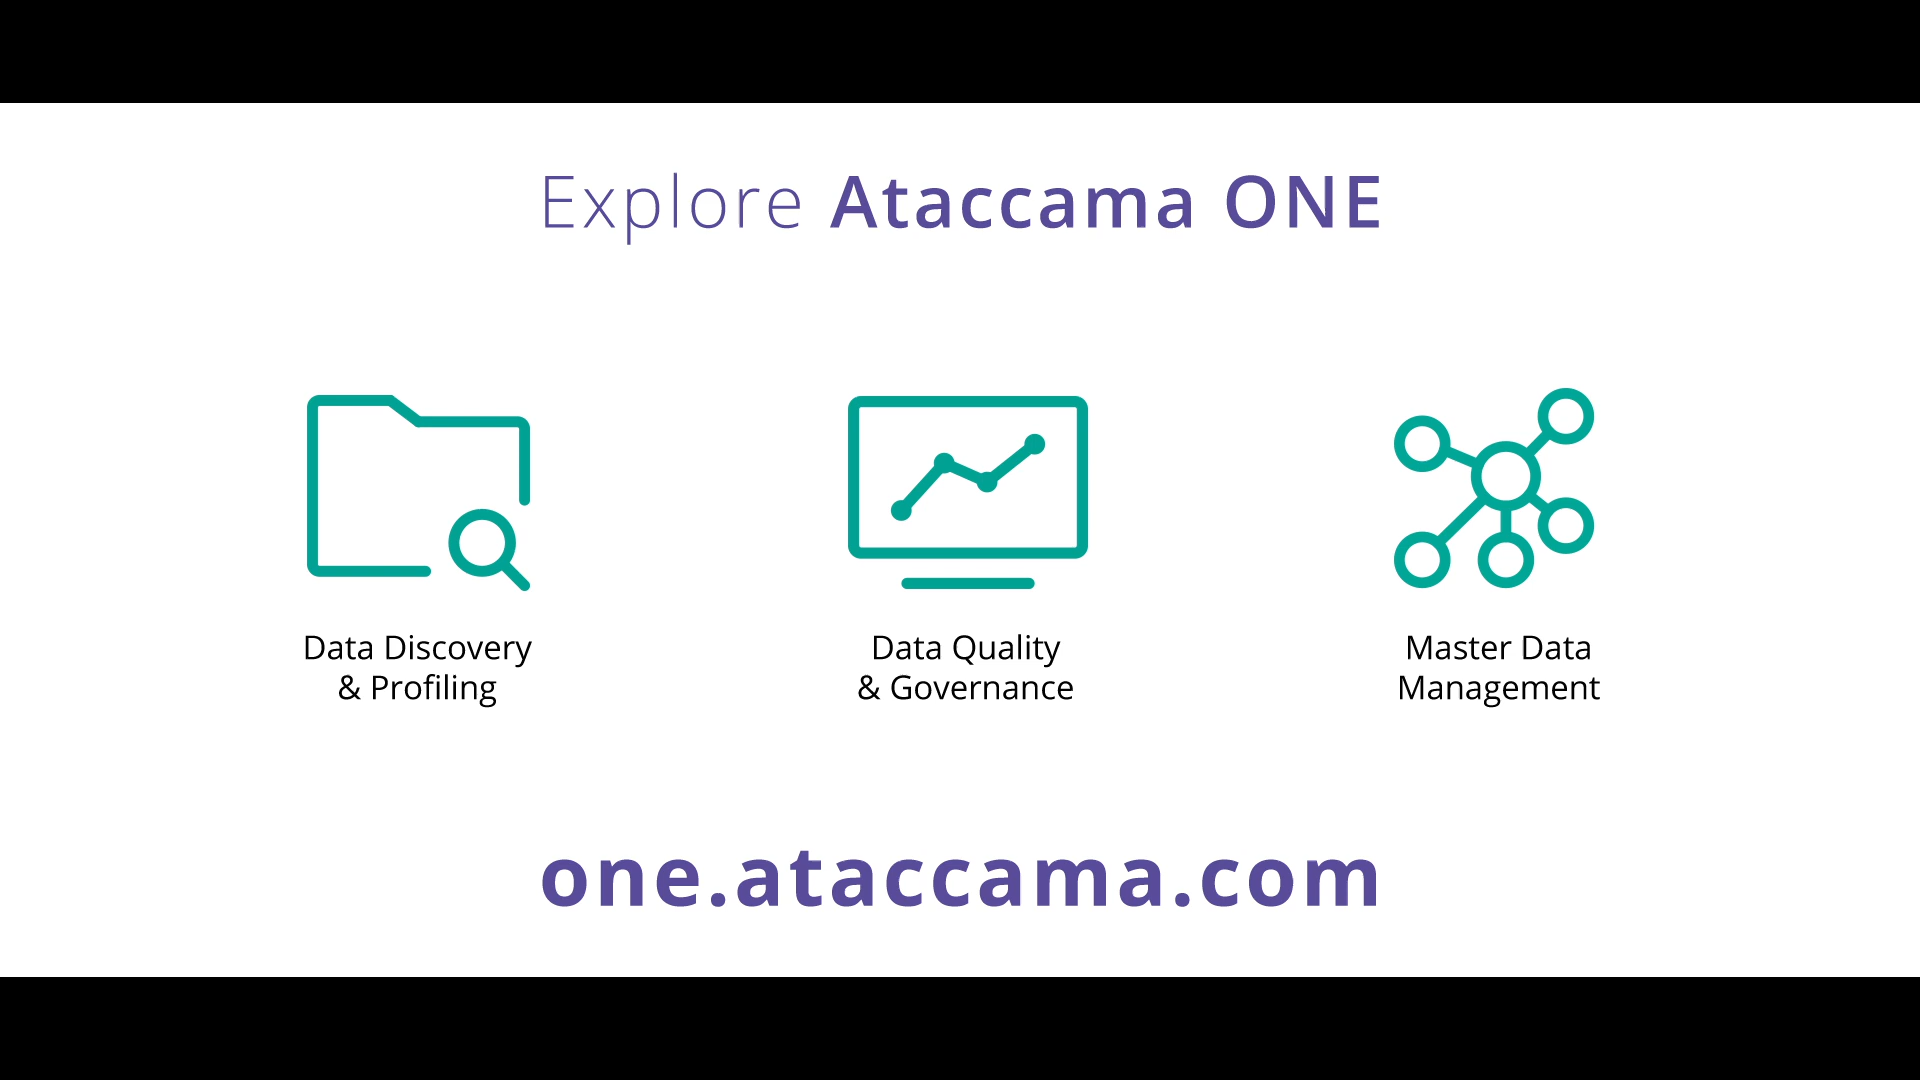 Explore Ataccama ONE
Data Discovery
& Profiling
Data Quality
& Governance
Master Data
Management
one.ataccama.com